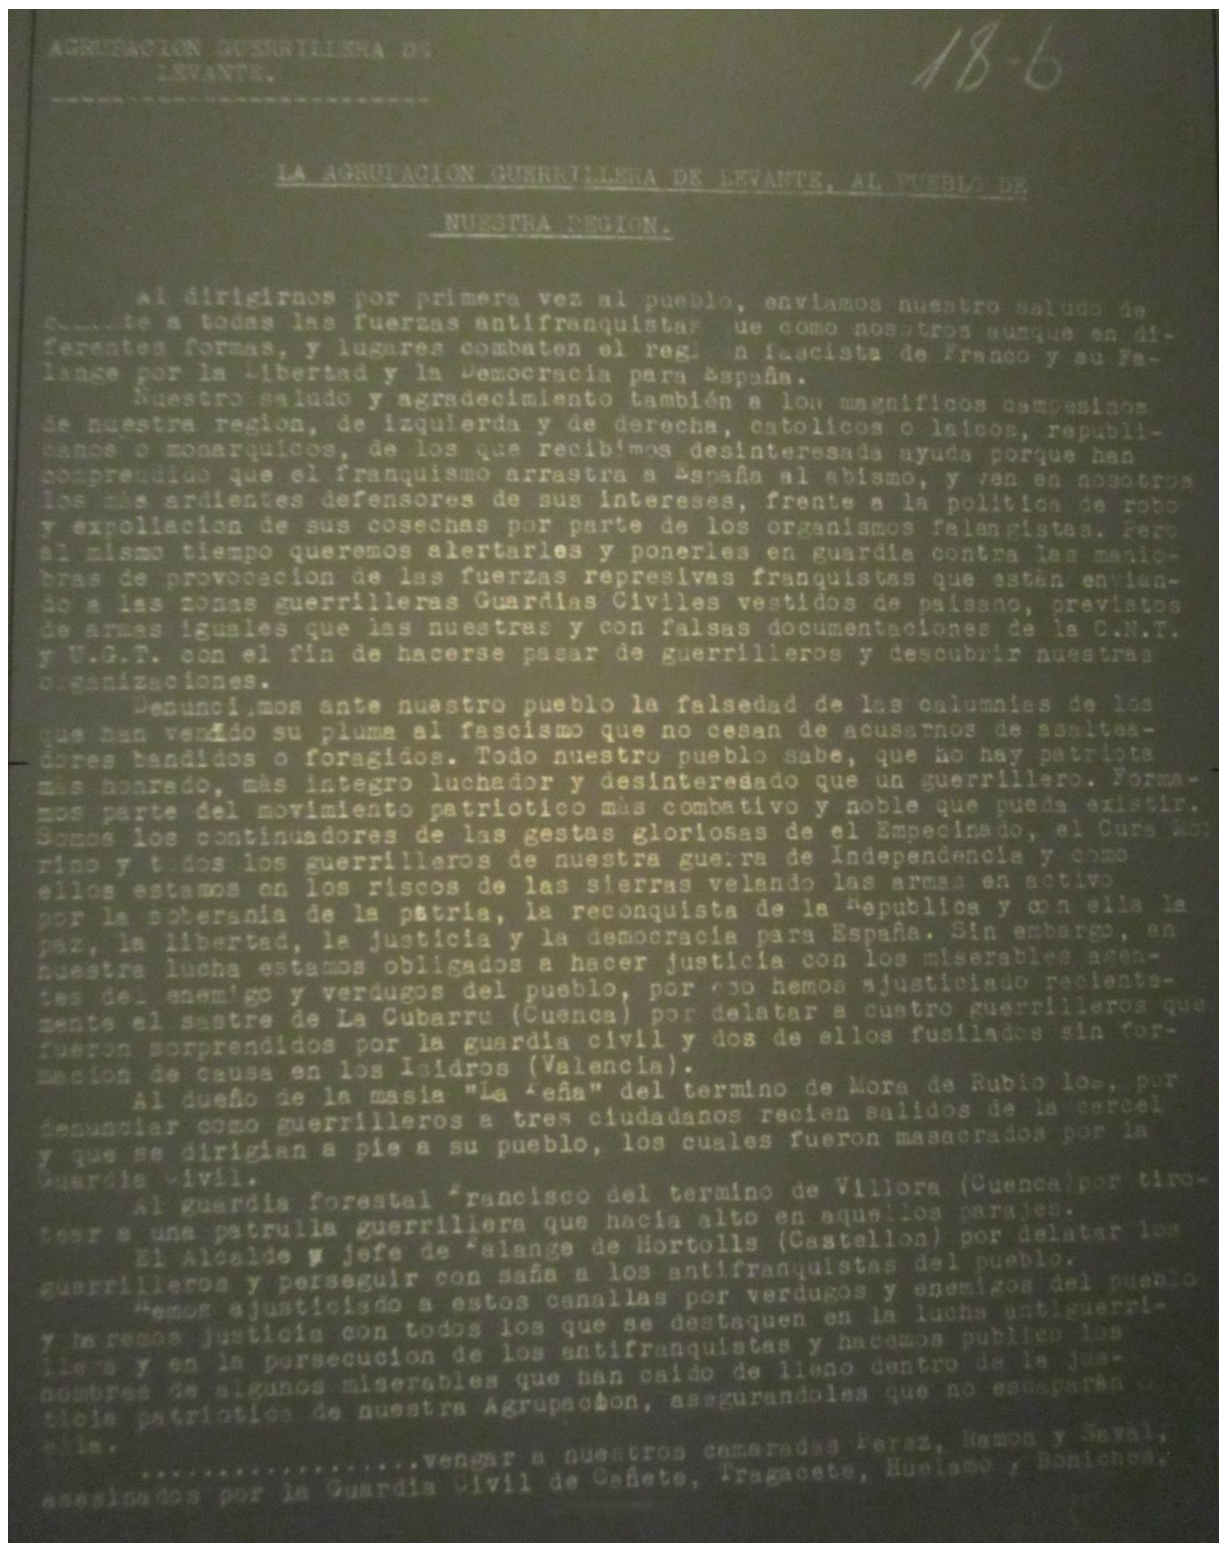 AGRUPACION GUERRILLERA DE
LEVANTE.
18-6
LA AGRUPACION GUERRILLERA DE LEVANTE, AL PUEBLO DE
NUESTRA REGION.
Al dirigirnos por primera vez al pueblo, enviamos nuestro saludo de
a todas las fuerzas antifranquistas que como nosotros aunque en di-
ferentes formas, y lugares combaten el regi n fascista de Franco y su Fa-
lange por la Libertad y la Democracia para España.
Nuestro saludo y agradecimiento también a los magnificos campesinos
de nuestra region, de izquierda y de derecha, catolicos o laicos, republi-
canos o monarquicos, de los que recibimos desinteresada ayuda porque han
comprendido que el franquismo arrastra a España al abismo, y ven en nosotros
los màs ardientes defensores de sus intereses, frente a la politica de robo
y expoliacion de sus cosechas por parte de los organismos falangistas. Pero
al mismo tiempo queremos alertarles y ponerles en guardia contra las manio-
bras de provocacion de las fuerzas represivas franquistas que están envian-
do a las zonas guerrilleras Guardias Civiles vestidos de paisano, previstos
de armas iguales que las nuestras y con falsas documentaciones de la C.N.T.
y U.G.T. con el fin de hacerse pasar de guerrilleros y descubrir nuestras
organizaciones.
Denunciamos ante nuestro pueblo la falsedad de las calumnias de los
que han vendido su pluma al fascismo que no cesan de acusarnos de asaltea-
dores bandidos o foragidos. Todo nuestro pueblo sabe, que no hay patriota
mas honrado, màs integro luchador y desinteresado que un guerrillero. Forma-
mos parte del movimiento patriotico màs combativo y noble que pueda existir.
Somos los continuadores de las gestas gloriosas de el Empecinado, el Cura Me-
rino y todos los guerrilleros de nuestra guerra de Independencia y como
ellos estamos en los riscos de las sierras velando las armas en activo
por la soberania de la patria, la reconquista de la Republica y con ella la
paz, la libertad, la justicia y la democracia para España. Sin embargo, en
nuestra lucha estamos obligados a hacer justicia con los miserables agen-
tes del enemigo y verdugos del pueblo, por eso hemos ajusticiado reciente-
mente al sastre de La Cubarru (Cuenca) por delatar a cuatro guerrilleros que
fueron sorprendidos por la guardia civil y dos de ellos fusilados sin for-
macion de causa en los Isidros (Valencia).
Al dueño de la masia "La Peña" del termino de Mora de Rubio los, por
denunciar como guerrilleros a tres ciudadanos recien salidos de la carcel
y que se dirigian a pie a su pueblo, los cuales fueron masacrados por la
Guardia Civil.
Al guardia forestal Francisco del termino de Villora (Cuenca)por tiro-
tear a una patrulla guerrillera que hacia alto en aquellos parajes.
El Alcalde y jefe de Falange de Hortolls (Castellon) por delatar los
guerrilleros y perseguir con saña a los antifranquistas del pueblo.
Hemos ajusticiado a estos canallas por verdugos y enemigos del pueblo
y haremos justicia con todos los que se destaquen en la lucha antiguerri-
llera y en la persecucion de los antifranquistas y hacemos publico los
nombres de algunos miserables que han caido de lleno dentro de la jus-
ticia patriotica de nuestra Agrupacion, asegurandoles que no escaparán a
ella.
...................vengar a nuestros camaradas Perez, Ramon y Saval,
asesinados por la Guardia Civil de Cañete, Tragacete, Huelamo y Boniches,